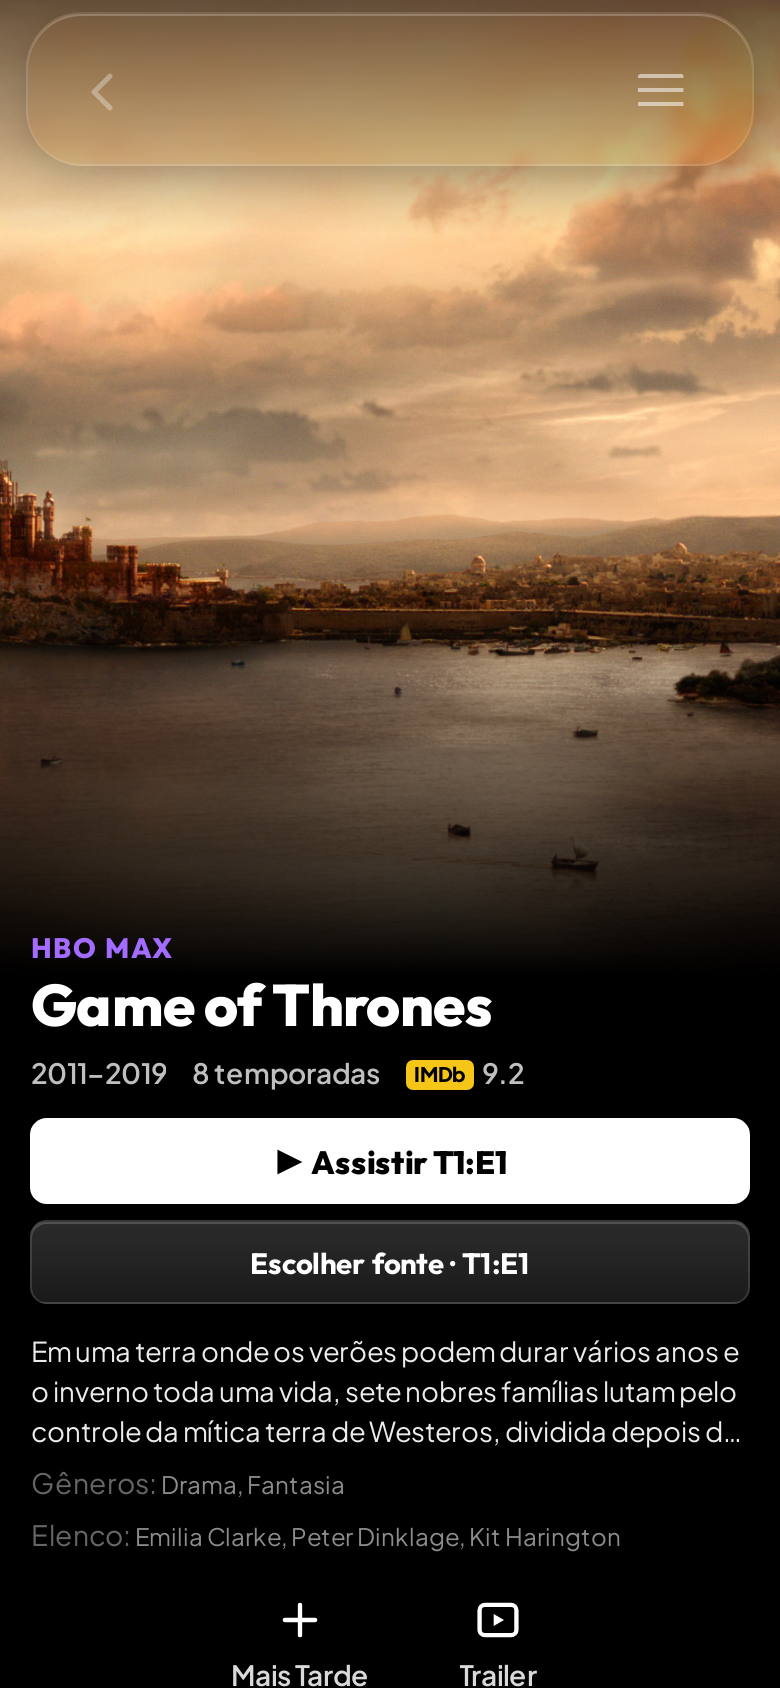 HBO MAX
Game of Thrones
2011–2019 8 temporadas IMDb 9.2
Assistir T1:E1
Escolher fonte · T1:E1
Em uma terra onde os verões podem durar vários anos e
o inverno toda uma vida, sete nobres famílias lutam pelo
controle da mítica terra de Westeros, dividida depois d…
Gêneros: Drama, Fantasia
Elenco: Emilia Clarke, Peter Dinklage, Kit Harington
Mais Tarde Trailer